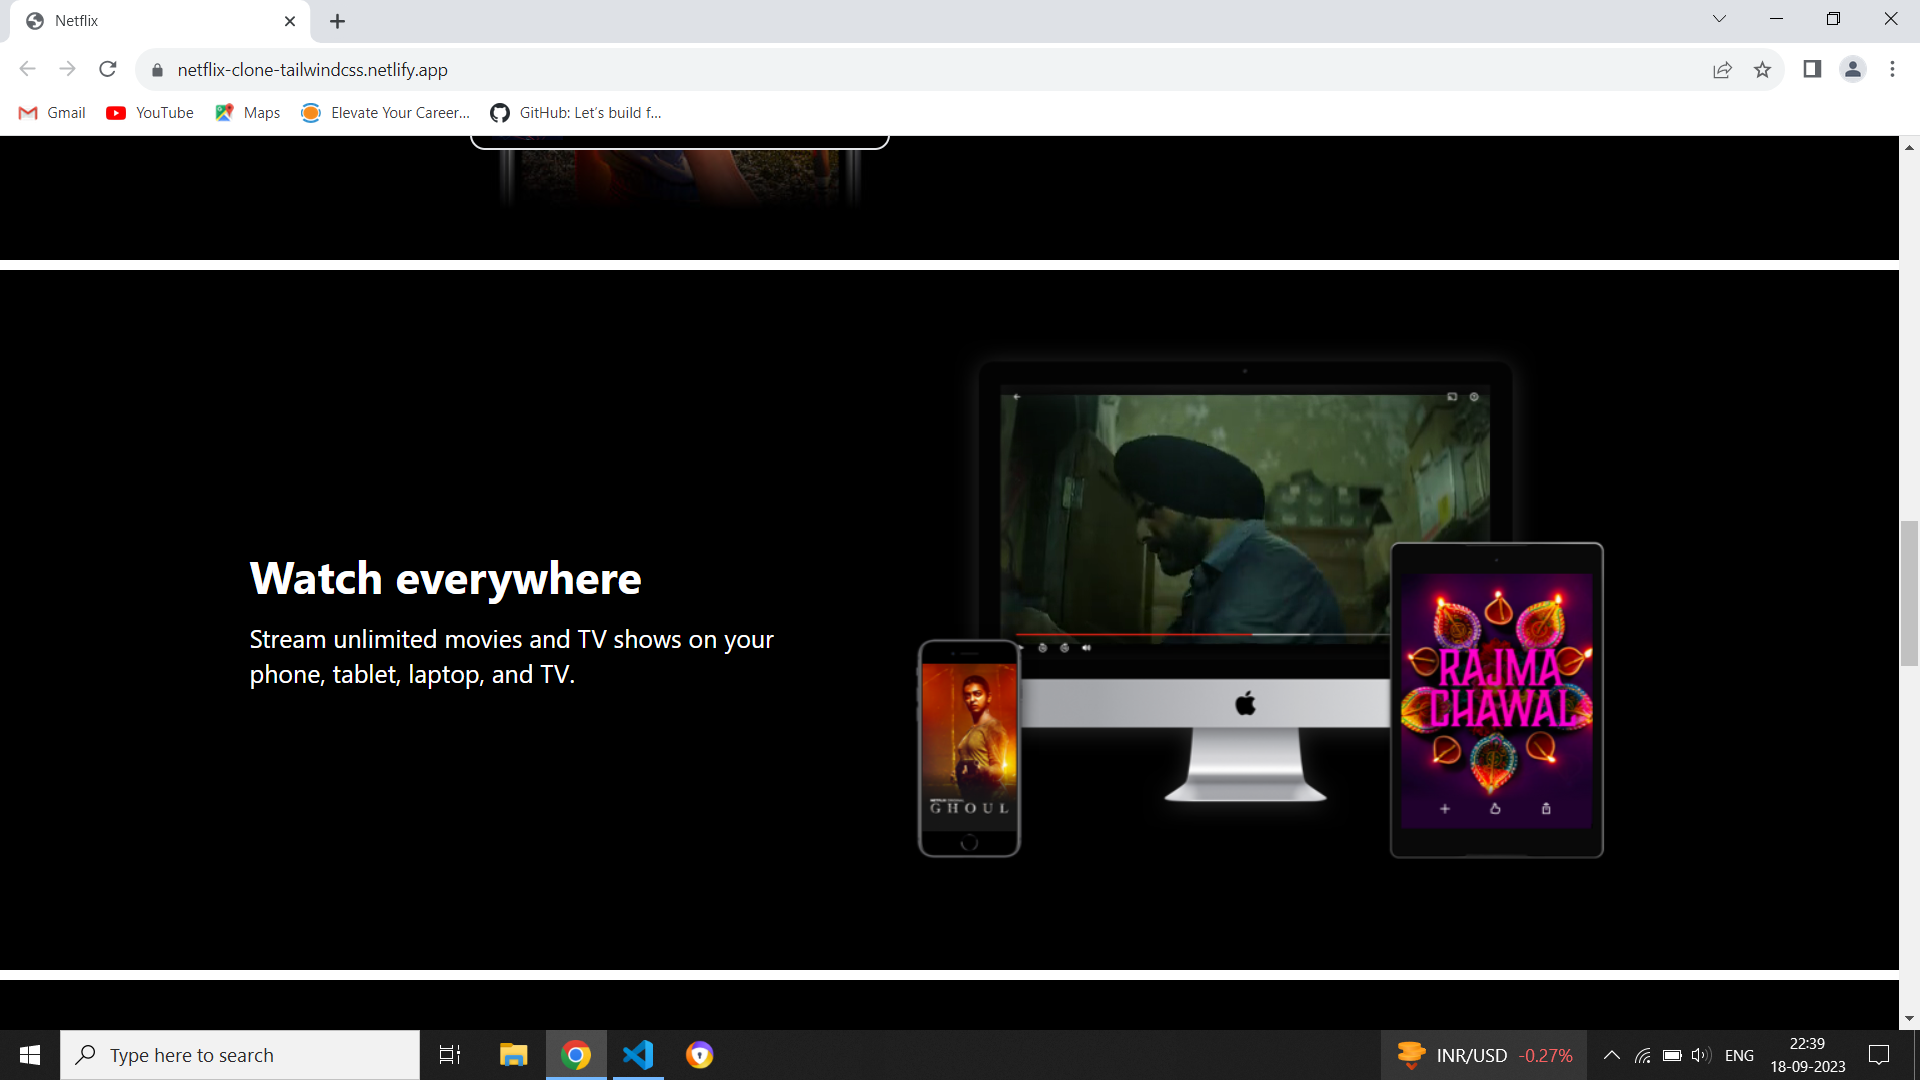 Netflix
netflix-clone-tailwindcss.netlify.app
Gmail
YouTube
Maps
Elevate Your Career...
GitHub: Let's build f...
Watch everywhere
Stream unlimited movies and TV shows on your
phone, tablet, laptop, and TV.
RAJMA
CHAWAL
GHOUL
Type here to search
INR/USD -0.27%
ENG
22:39
18-09-2023